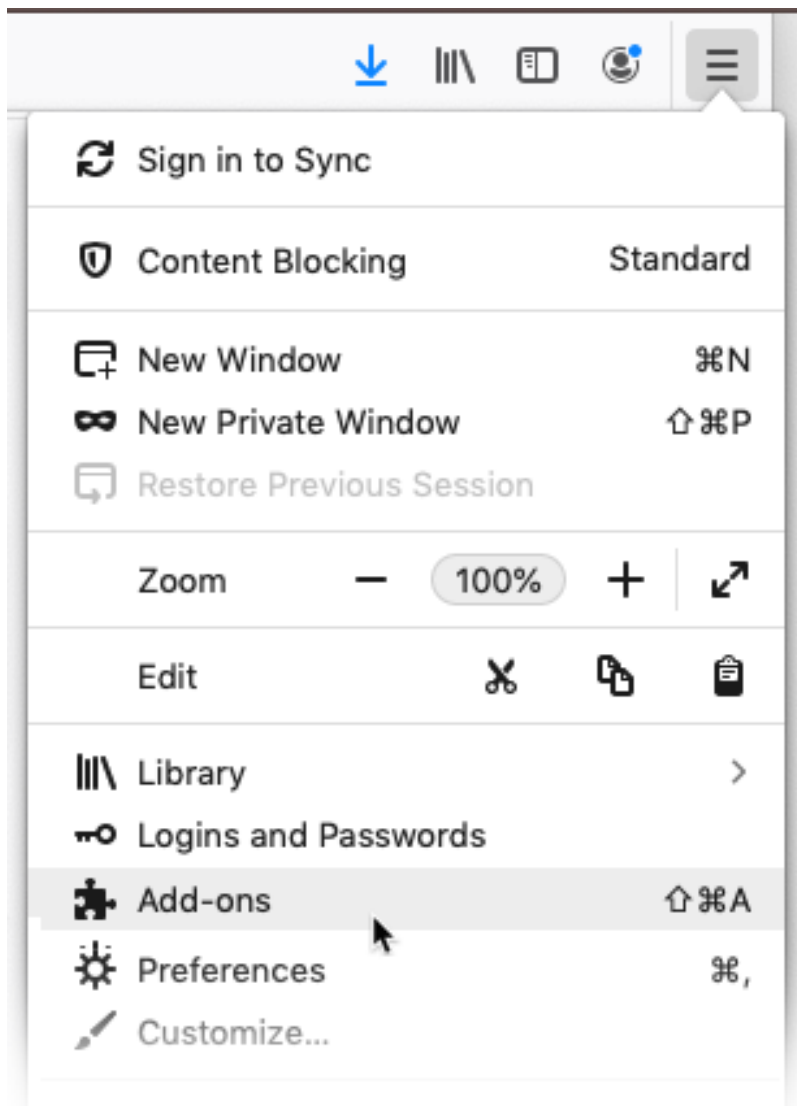 Sign in to Sync
Content Blocking Standard
New Window ⌘N
New Private Window ⇧⌘P
Restore Previous Session
Zoom − 100% +
Edit
Library
Logins and Passwords
Add-ons ⇧⌘A
Preferences ⌘,
Customize...